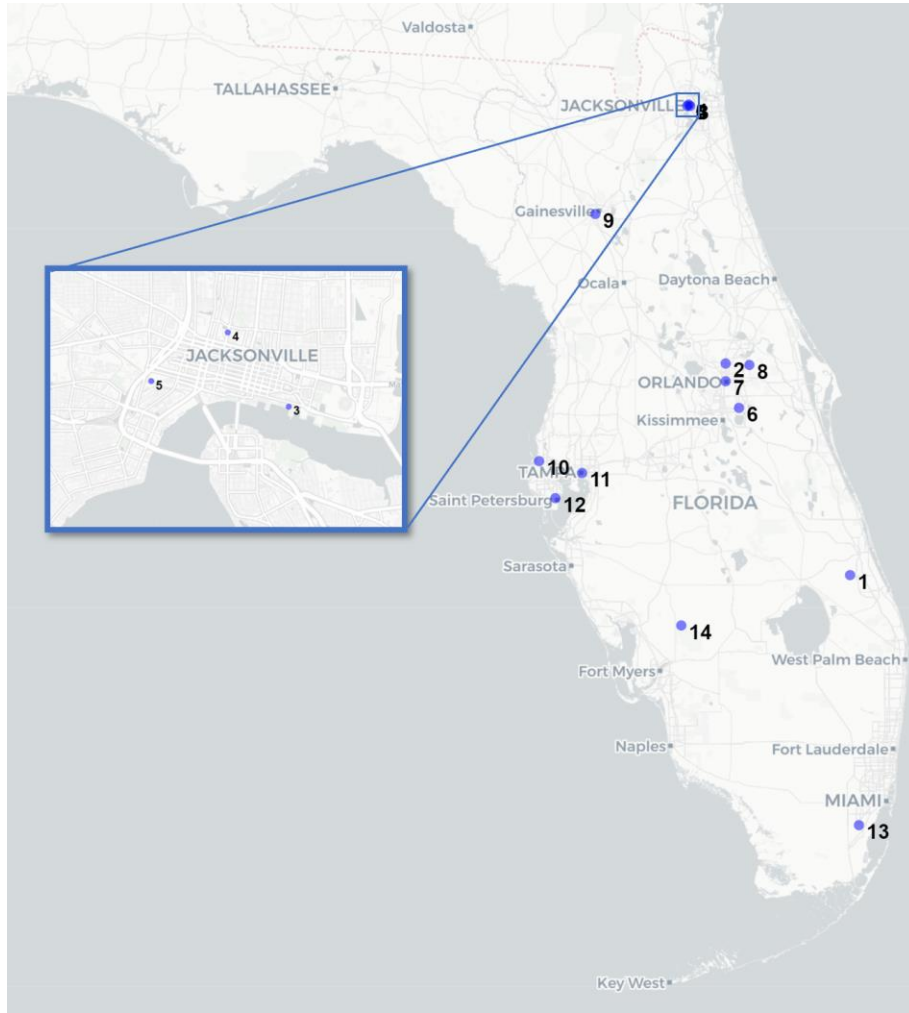 Valdosta
TALLAHASSEE
JACKSONVILLE
Gainesville
9
Ocala
Daytona Beach
4
JACKSONVILLE
5
3
2
8
ORLANDO
7
6
Kissimmee
10
TAMPA
11
Saint Petersburg
12
FLORIDA
Sarasota
1
14
West Palm Beach
Fort Myers
Naples
Fort Lauderdale
MIAMI
13
Key West